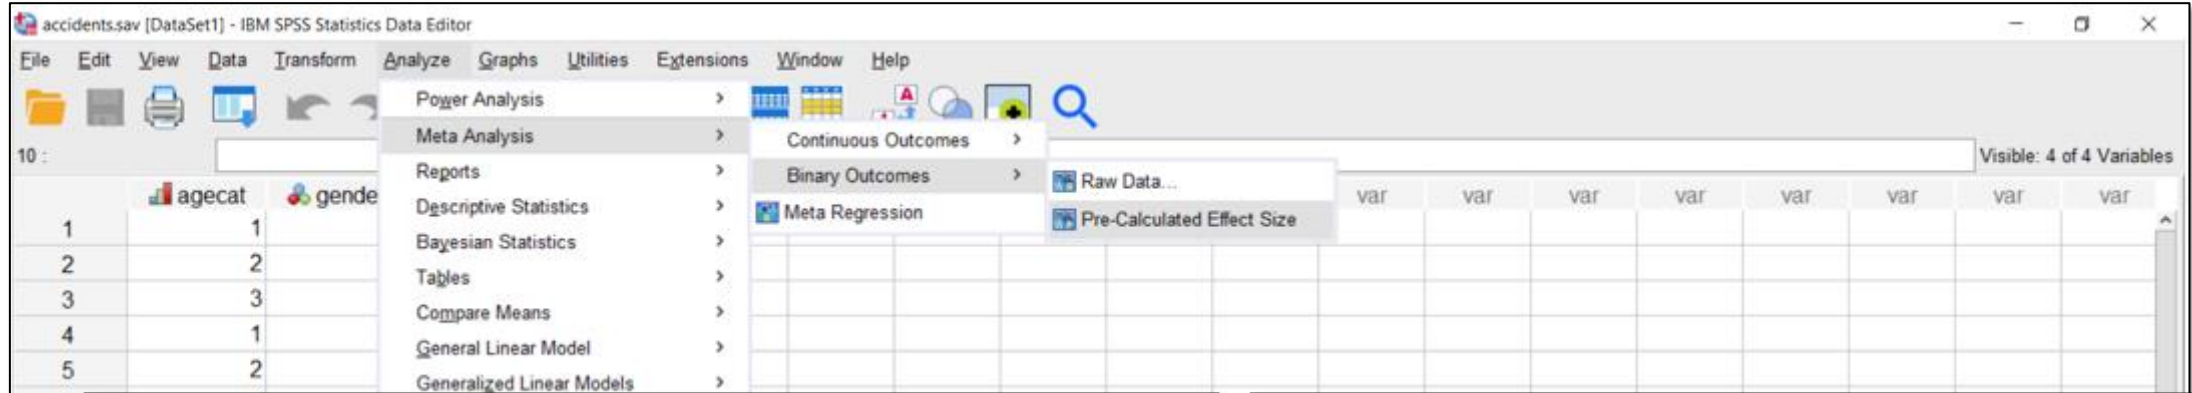 accidents.sav [DataSet1] - IBM SPSS Statistics Data Editor
File Edit View Data Transform Analyze Graphs Utilities Extensions Window Help
Power Analysis
A
Meta Analysis
Continuous Outcomes
10 :
Visible: 4 of 4 Variables
Reports
Binary Outcomes
Raw Data...
agecat gende
var var var var var var var var
Descriptive Statistics
Meta Regression
Pre-Calculated Effect Size
1 1
Bayesian Statistics
2 2
Tables
3 3
Compare Means
4 1
General Linear Model
5 2
Generalized Linear Models